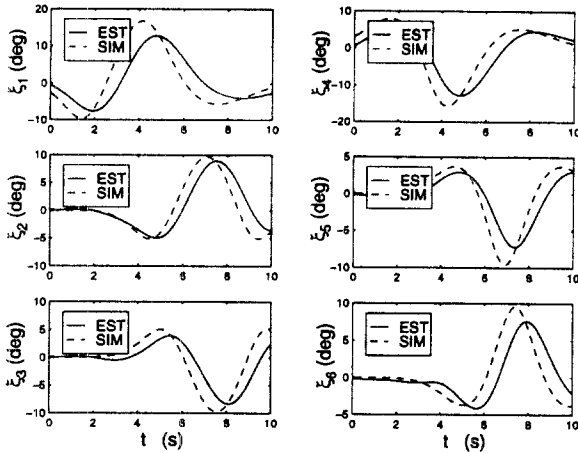 20
10
0
-10
0 2 4 6 8 10
ξ1 (deg)
EST
SIM
10
0
-10
-20
0 2 4 6 8 10
ξ4 (deg)
EST
SIM
10
5
0
-5
-10
0 2 4 6 8 10
ξ2 (deg)
EST
SIM
5
0
-5
-10
0 2 4 6 8 10
ξ5 (deg)
EST
SIM
10
5
0
-5
-10
0 2 4 6 8 10
ξ3 (deg)
EST
SIM
t (s)
10
5
0
-5
0 2 4 6 8 10
ξ6 (deg)
EST
SIM
t (s)